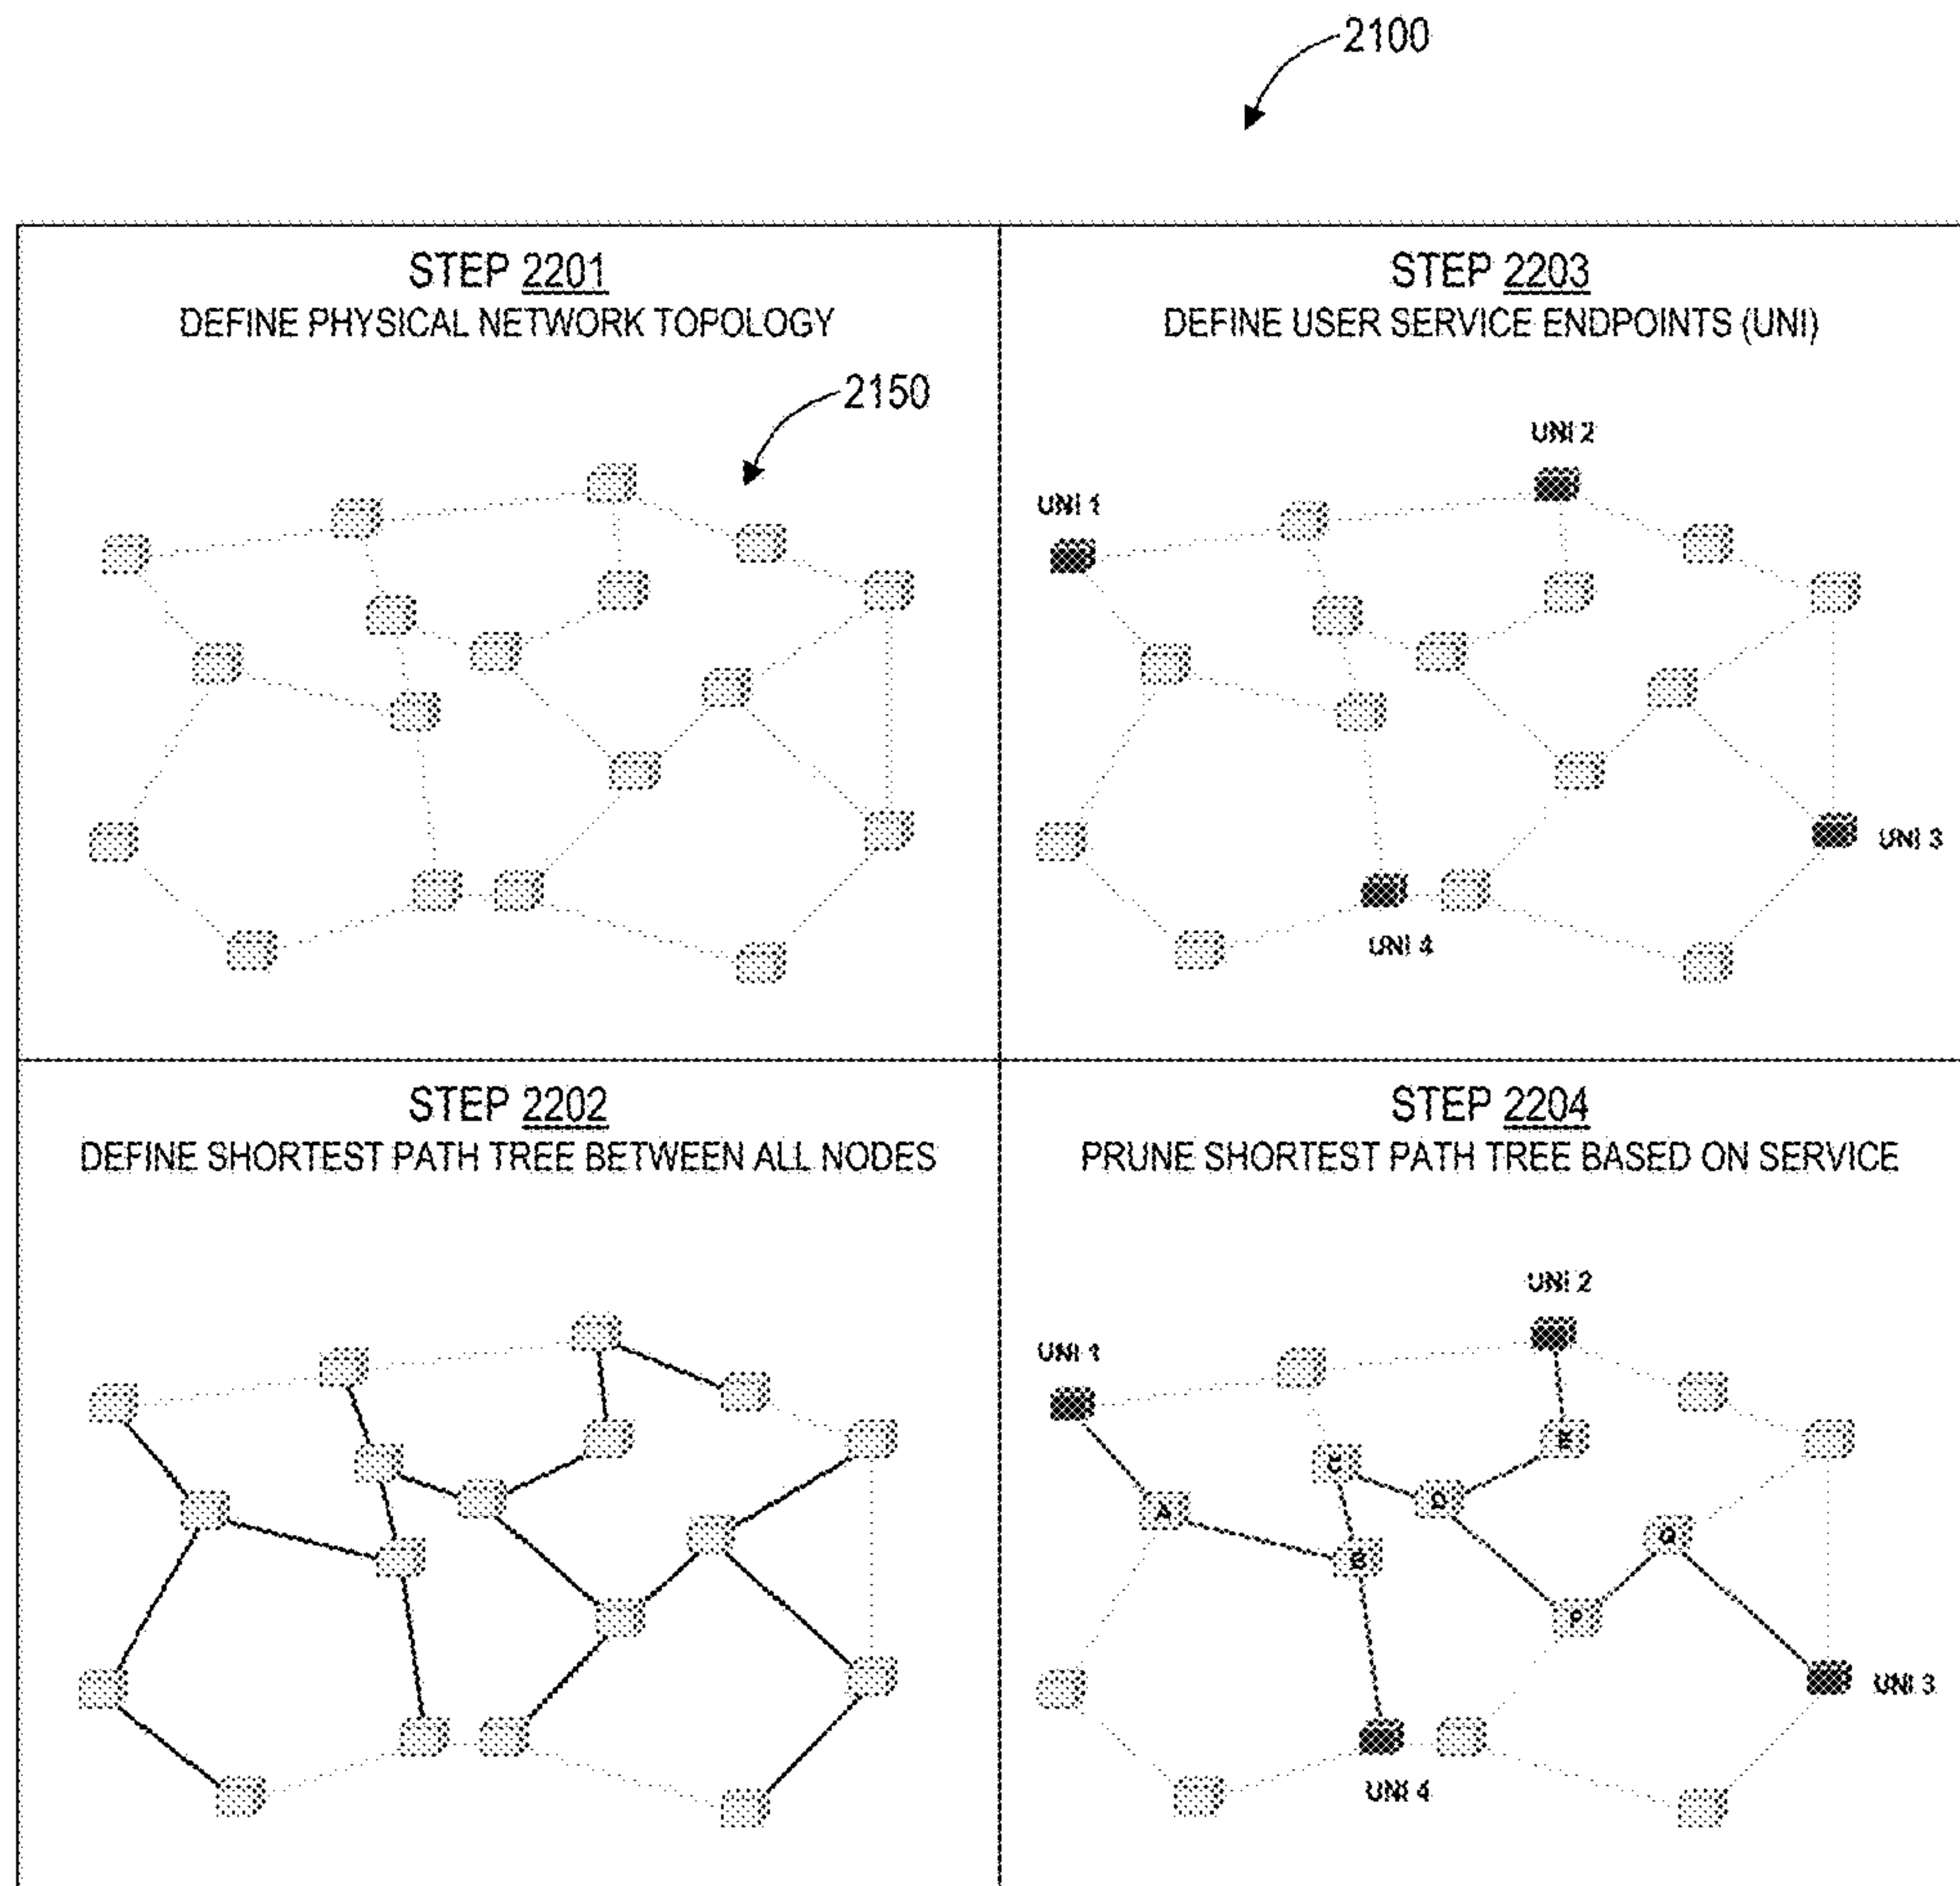 2100
STEP 2201
DEFINE PHYSICAL NETWORK TOPOLOGY
2150
STEP 2203
DEFINE USER SERVICE ENDPOINTS (UNI)
UNI 1
UNI 2
UNI 3
UNI 4
STEP 2202
DEFINE SHORTEST PATH TREE BETWEEN ALL NODES
STEP 2204
PRUNE SHORTEST PATH TREE BASED ON SERVICE
UNI 1
UNI 2
A
B
C
D
UNI 3
UNI 4